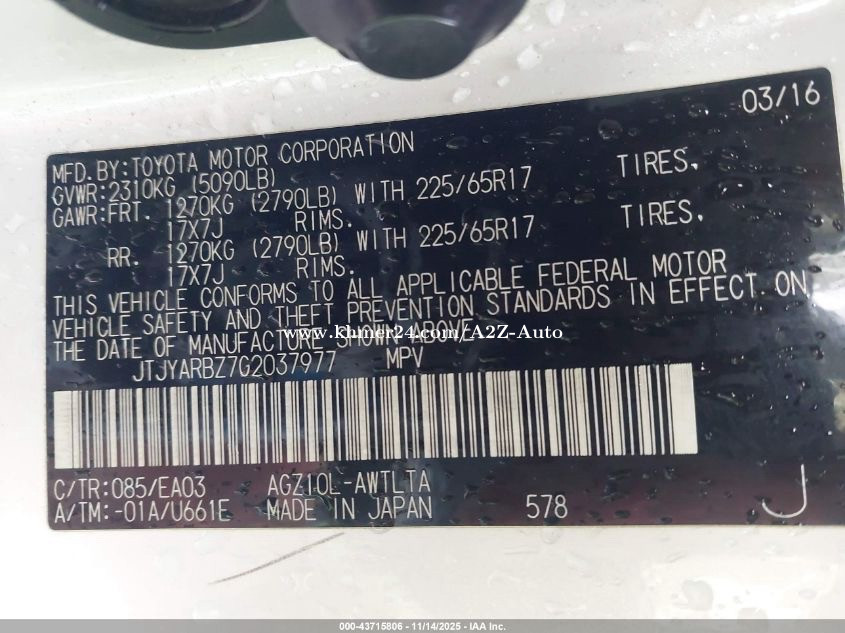 03/16
MFD.BY:TOYOTA MOTOR CORPORATION
GVWR:2310KG (5090LB)
GAWR:FRT. 1270KG (2790LB) WITH 225/65R17 TIRES,
17X7J RIMS.
RR. 1270KG (2790LB) WITH 225/65R17 TIRES,
17X7J RIMS.
THIS VEHICLE CONFORMS TO ALL APPLICABLE FEDERAL MOTOR
VEHICLE SAFETY AND THEFT PREVENTION STANDARDS IN EFFECT ON
THE DATE OF MANUFACTURE SHOWN ABOVE.
www.khmer24.com/A2Z-Auto
JTJYARBZ7G2037977 MPV
C/TR:085/EA03 AGZ10L-AWTLTA
A/TM:-01A/U661E MADE IN JAPAN 578 J
000-43715806 - 11/14/2025 - IAA Inc.